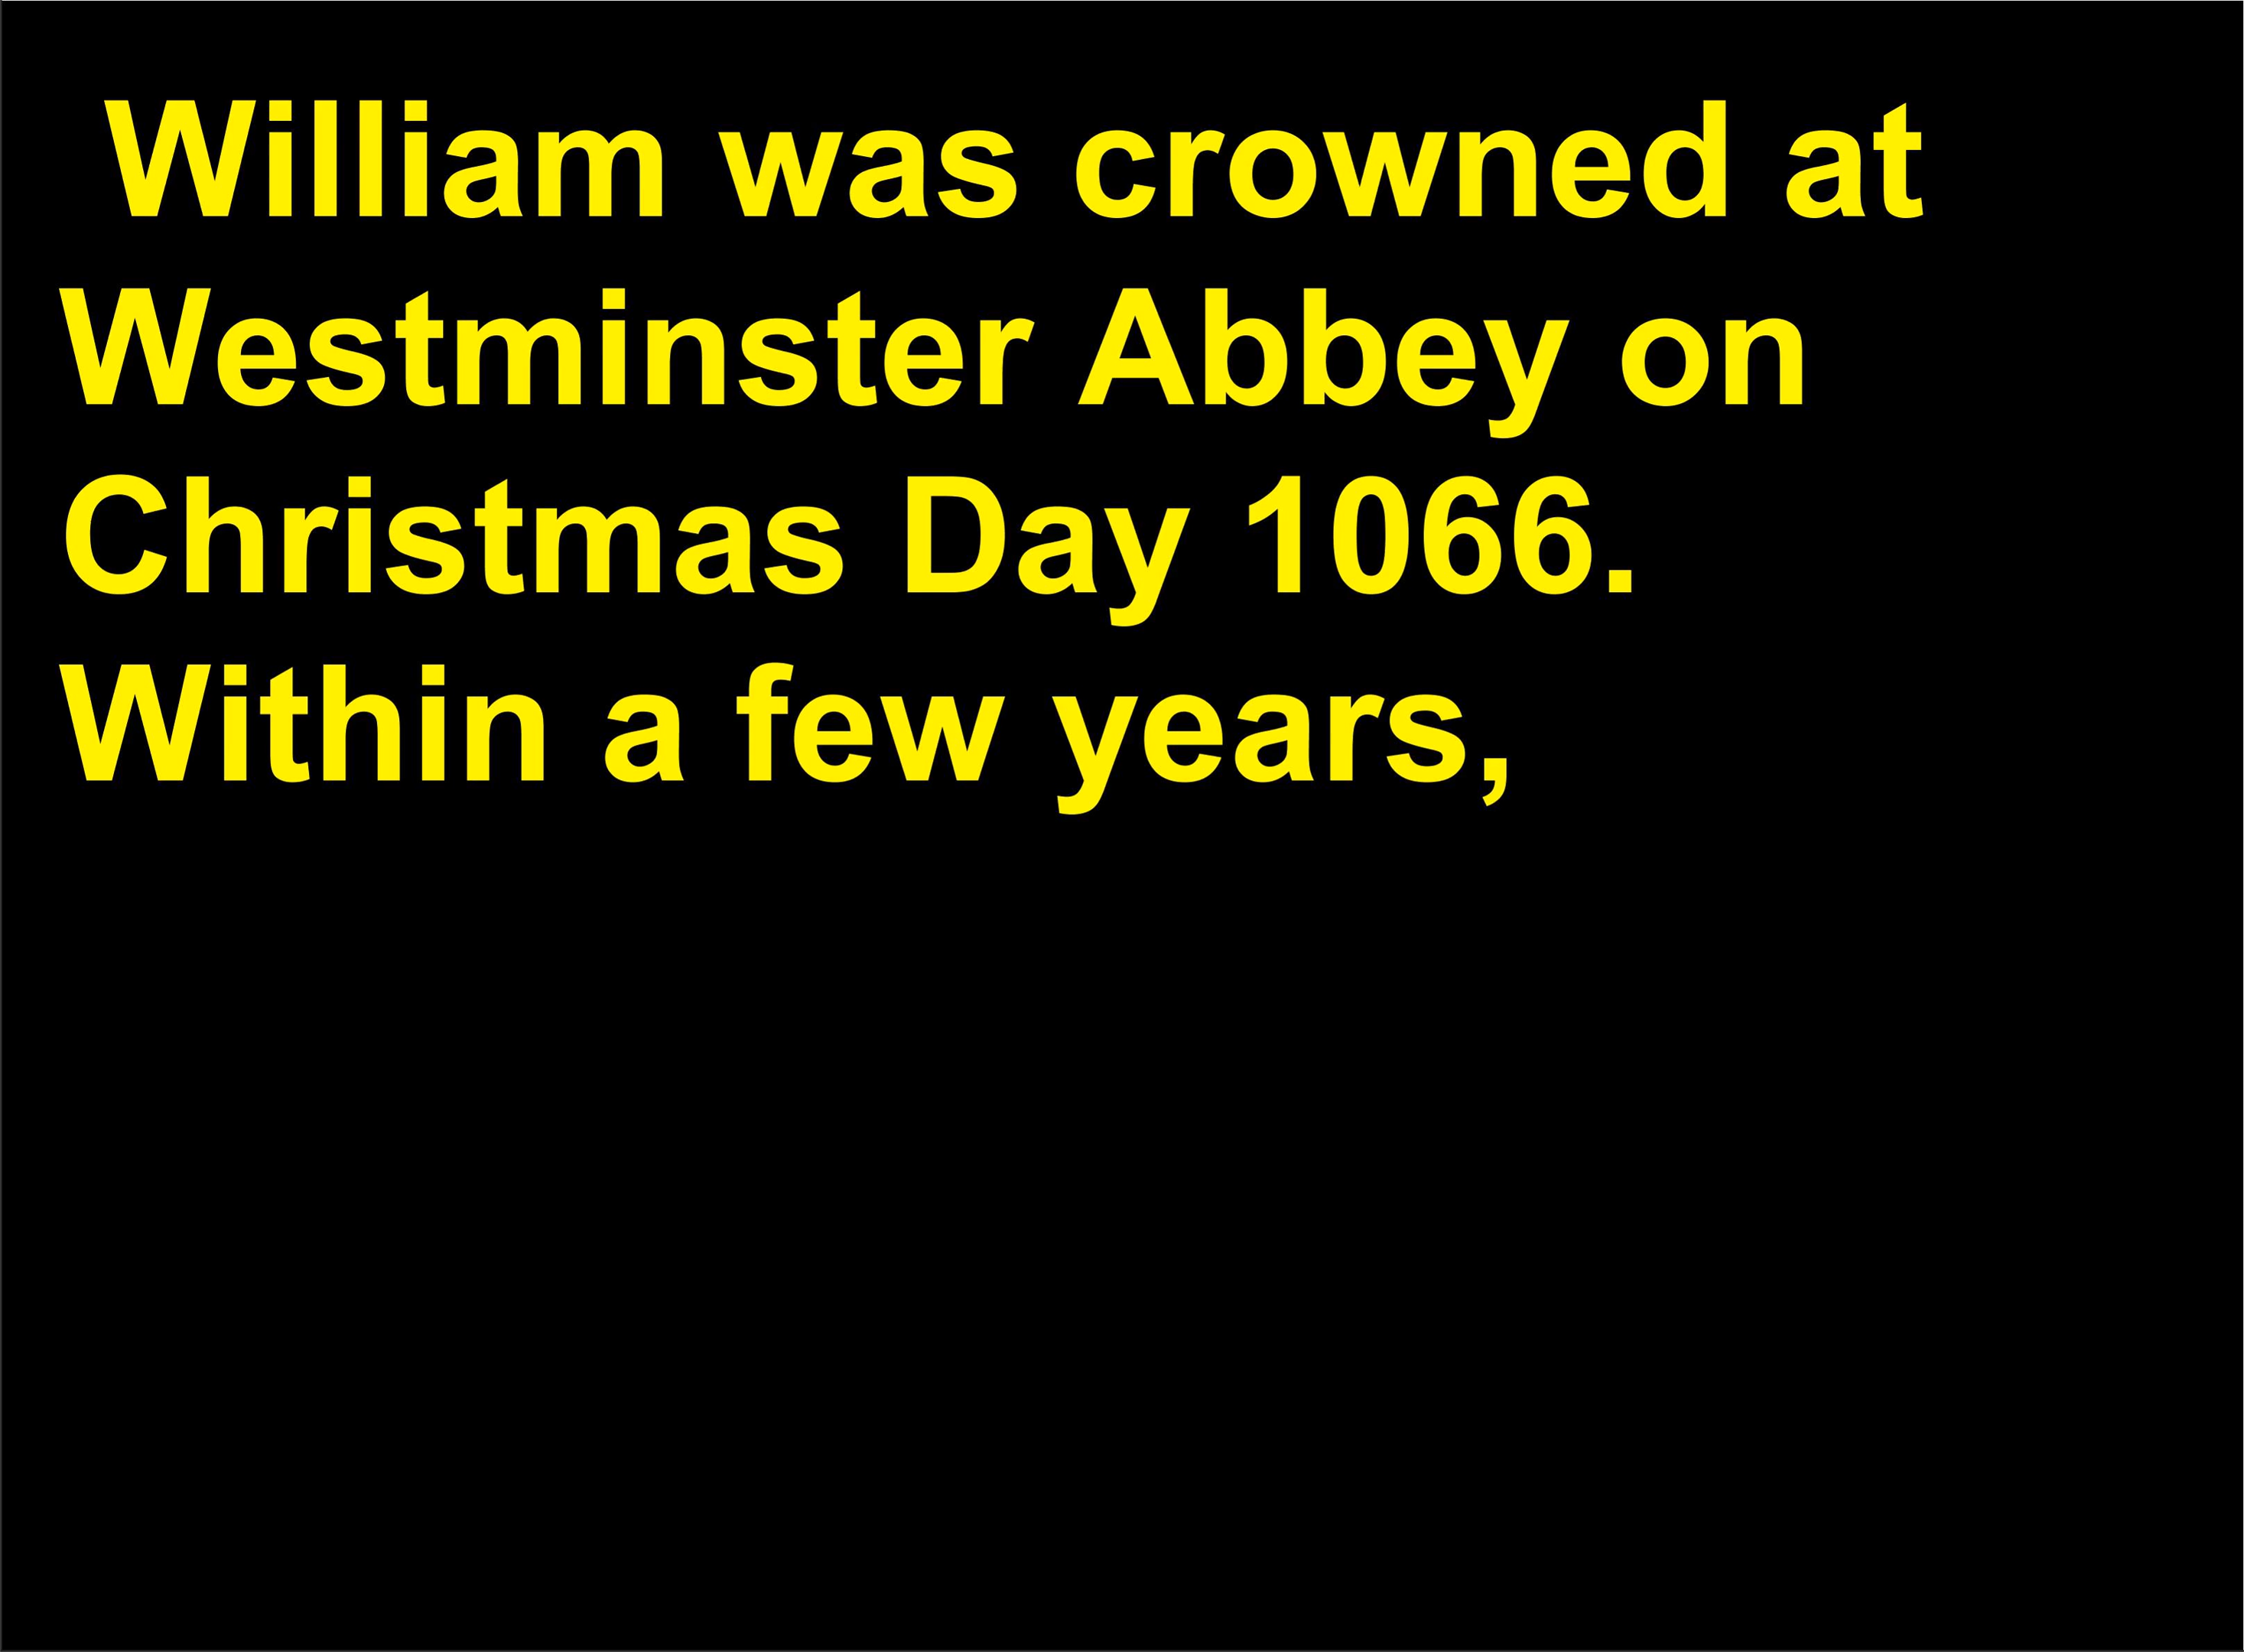 William was crowned at
Westminster Abbey on
Christmas Day 1066.
Within a few years,